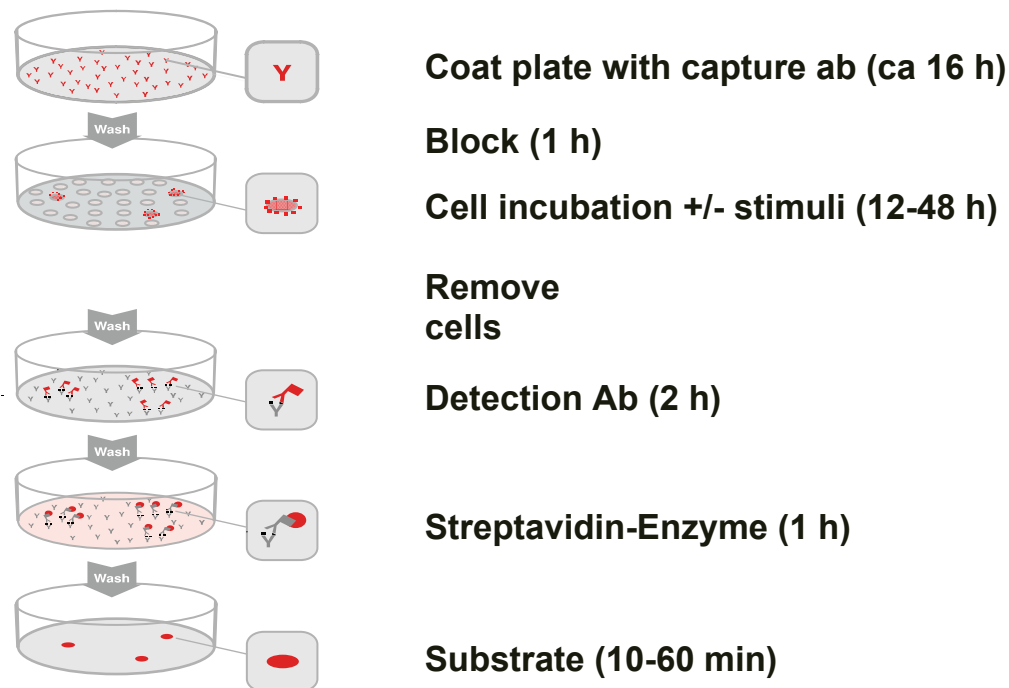 Coat plate with capture ab (ca 16 h)
Wash
Block (1 h)
Cell incubation +/- stimuli (12-48 h)
Remove
cells
Wash
Detection Ab (2 h)
Wash
Streptavidin-Enzyme (1 h)
Wash
Substrate (10-60 min)